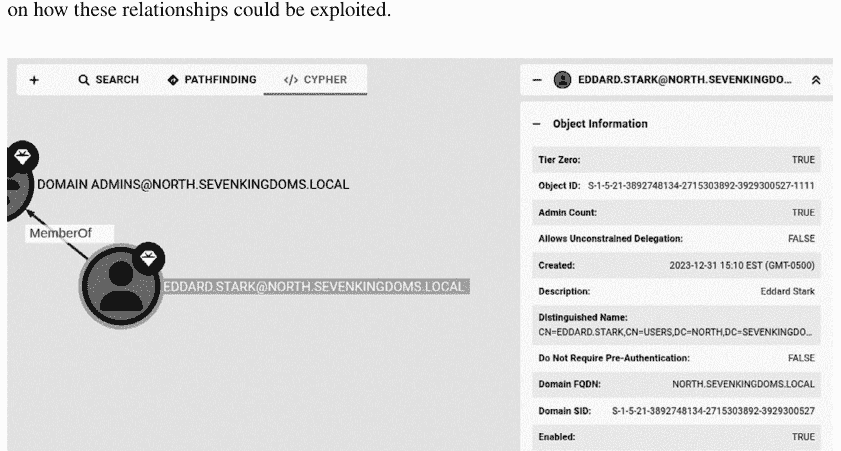 on how these relationships could be exploited.
SEARCH
PATHFINDING
</> CYPHER
DOMAIN ADMINS@NORTH.SEVENKINGDOMS.LOCAL
MemberOf
EDDARD.STARK@NORTH.SEVENKINGDOMS.LOCAL
EDDARD.STARK@NORTH.SEVENKINGDO...
Object Information
Tier Zero: TRUE
Object ID: S-1-5-21-3892748134-2715303892-3929300527-1111
Admin Count: TRUE
Allows Unconstrained Delegation: FALSE
Created: 2023-12-31 15:10 EST (GMT-0500)
Description: Eddard Stark
Distinguished Name:
CN=EDDARD.STARK,CN=USERS,DC=NORTH,DC=SEVENKINGDO...
Do Not Require Pre-Authentication: FALSE
Domain FQDN: NORTH.SEVENKINGDOMS.LOCAL
Domain SID: S-1-5-21-3892748134-2715303892-3929300527
Enabled: TRUE